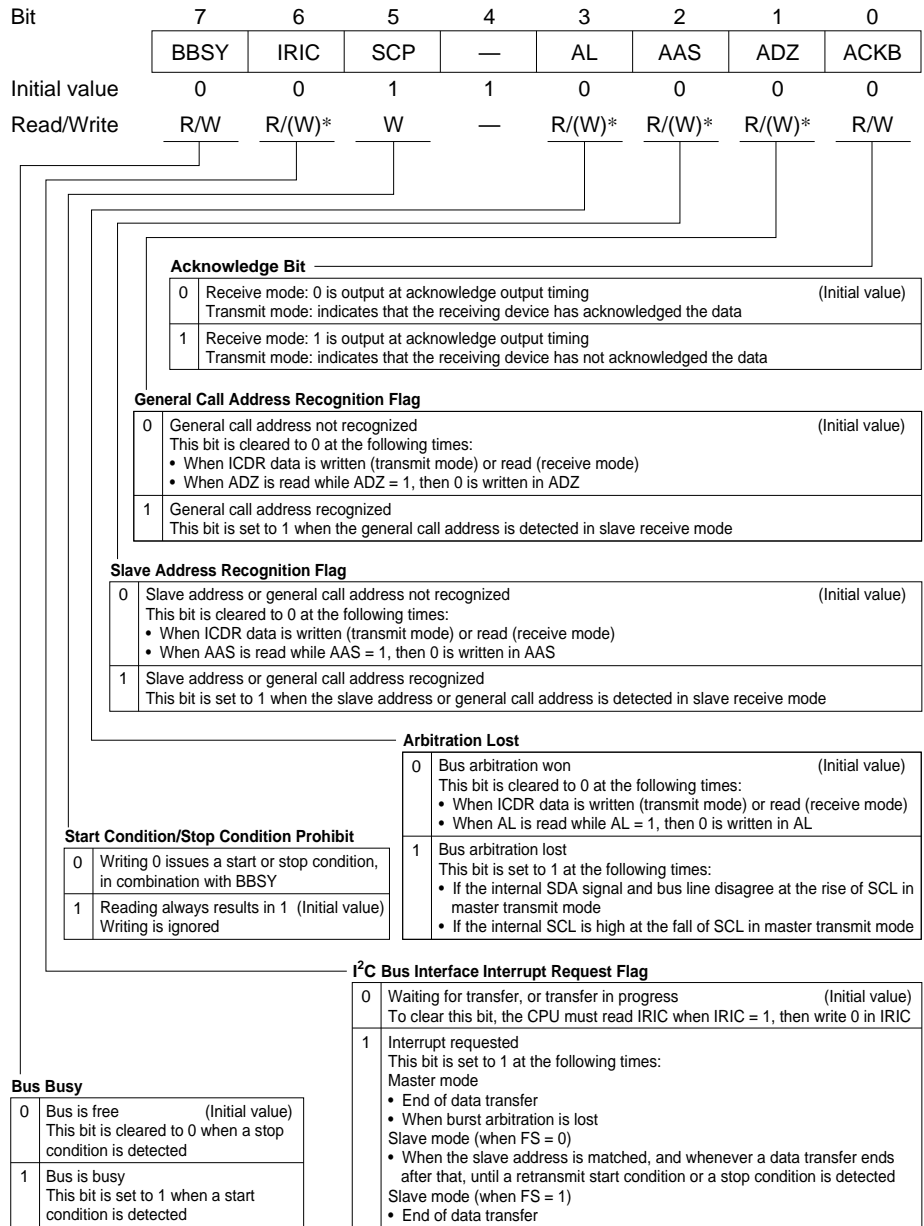 Bit 7 6 5 4 3 2 1 0
BBSY IRIC SCP — AL AAS ADZ ACKB
Initial value 0 0 1 1 0 0 0 0
Read/Write R/W R/(W)* W — R/(W)* R/(W)* R/(W)* R/W
Acknowledge Bit
0 Receive mode: 0 is output at acknowledge output timing (Initial value)
Transmit mode: indicates that the receiving device has acknowledged the data
1 Receive mode: 1 is output at acknowledge output timing
Transmit mode: indicates that the receiving device has not acknowledged the data
General Call Address Recognition Flag
0 General call address not recognized (Initial value)
This bit is cleared to 0 at the following times:
• When ICDR data is written (transmit mode) or read (receive mode)
• When ADZ is read while ADZ = 1, then 0 is written in ADZ
1 General call address recognized
This bit is set to 1 when the general call address is detected in slave receive mode
Slave Address Recognition Flag
0 Slave address or general call address not recognized (Initial value)
This bit is cleared to 0 at the following times:
• When ICDR data is written (transmit mode) or read (receive mode)
• When AAS is read while AAS = 1, then 0 is written in AAS
1 Slave address or general call address recognized
This bit is set to 1 when the slave address or general call address is detected in slave receive mode
Arbitration Lost
0 Bus arbitration won (Initial value)
This bit is cleared to 0 at the following times:
• When ICDR data is written (transmit mode) or read (receive mode)
• When AL is read while AL = 1, then 0 is written in AL
1 Bus arbitration lost
This bit is set to 1 at the following times:
• If the internal SDA signal and bus line disagree at the rise of SCL in
master transmit mode
• If the internal SCL is high at the fall of SCL in master transmit mode
Start Condition/Stop Condition Prohibit
0 Writing 0 issues a start or stop condition,
in combination with BBSY
1 Reading always results in 1 (Initial value)
Writing is ignored
I²C Bus Interface Interrupt Request Flag
0 Waiting for transfer, or transfer in progress (Initial value)
To clear this bit, the CPU must read IRIC when IRIC = 1, then write 0 in IRIC
1 Interrupt requested
This bit is set to 1 at the following times:
Master mode
• End of data transfer
• When burst arbitration is lost
Slave mode (when FS = 0)
• When the slave address is matched, and whenever a data transfer ends
after that, until a retransmit start condition or a stop condition is detected
Slave mode (when FS = 1)
• End of data transfer
Bus Busy
0 Bus is free (Initial value)
This bit is cleared to 0 when a stop
condition is detected
1 Bus is busy
This bit is set to 1 when a start
condition is detected